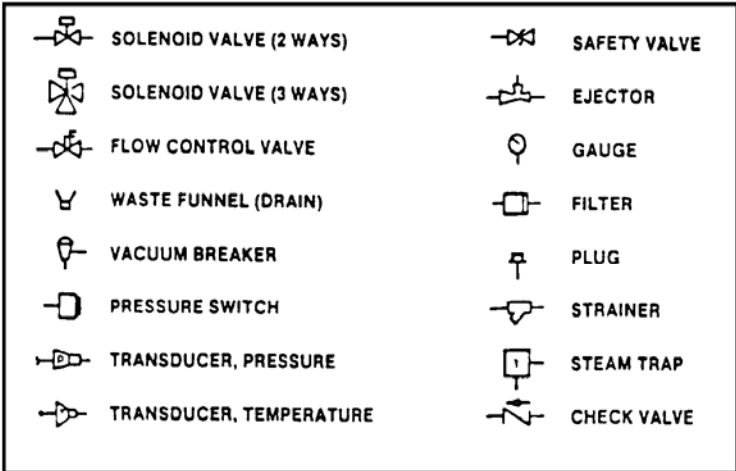 SOLENOID VALVE (2 WAYS)
SOLENOID VALVE (3 WAYS)
FLOW CONTROL VALVE
WASTE FUNNEL (DRAIN)
VACUUM BREAKER
PRESSURE SWITCH
P TRANSDUCER, PRESSURE
TRANSDUCER, TEMPERATURE
SAFETY VALVE
EJECTOR
GAUGE
FILTER
PLUG
STRAINER
1 STEAM TRAP
CHECK VALVE